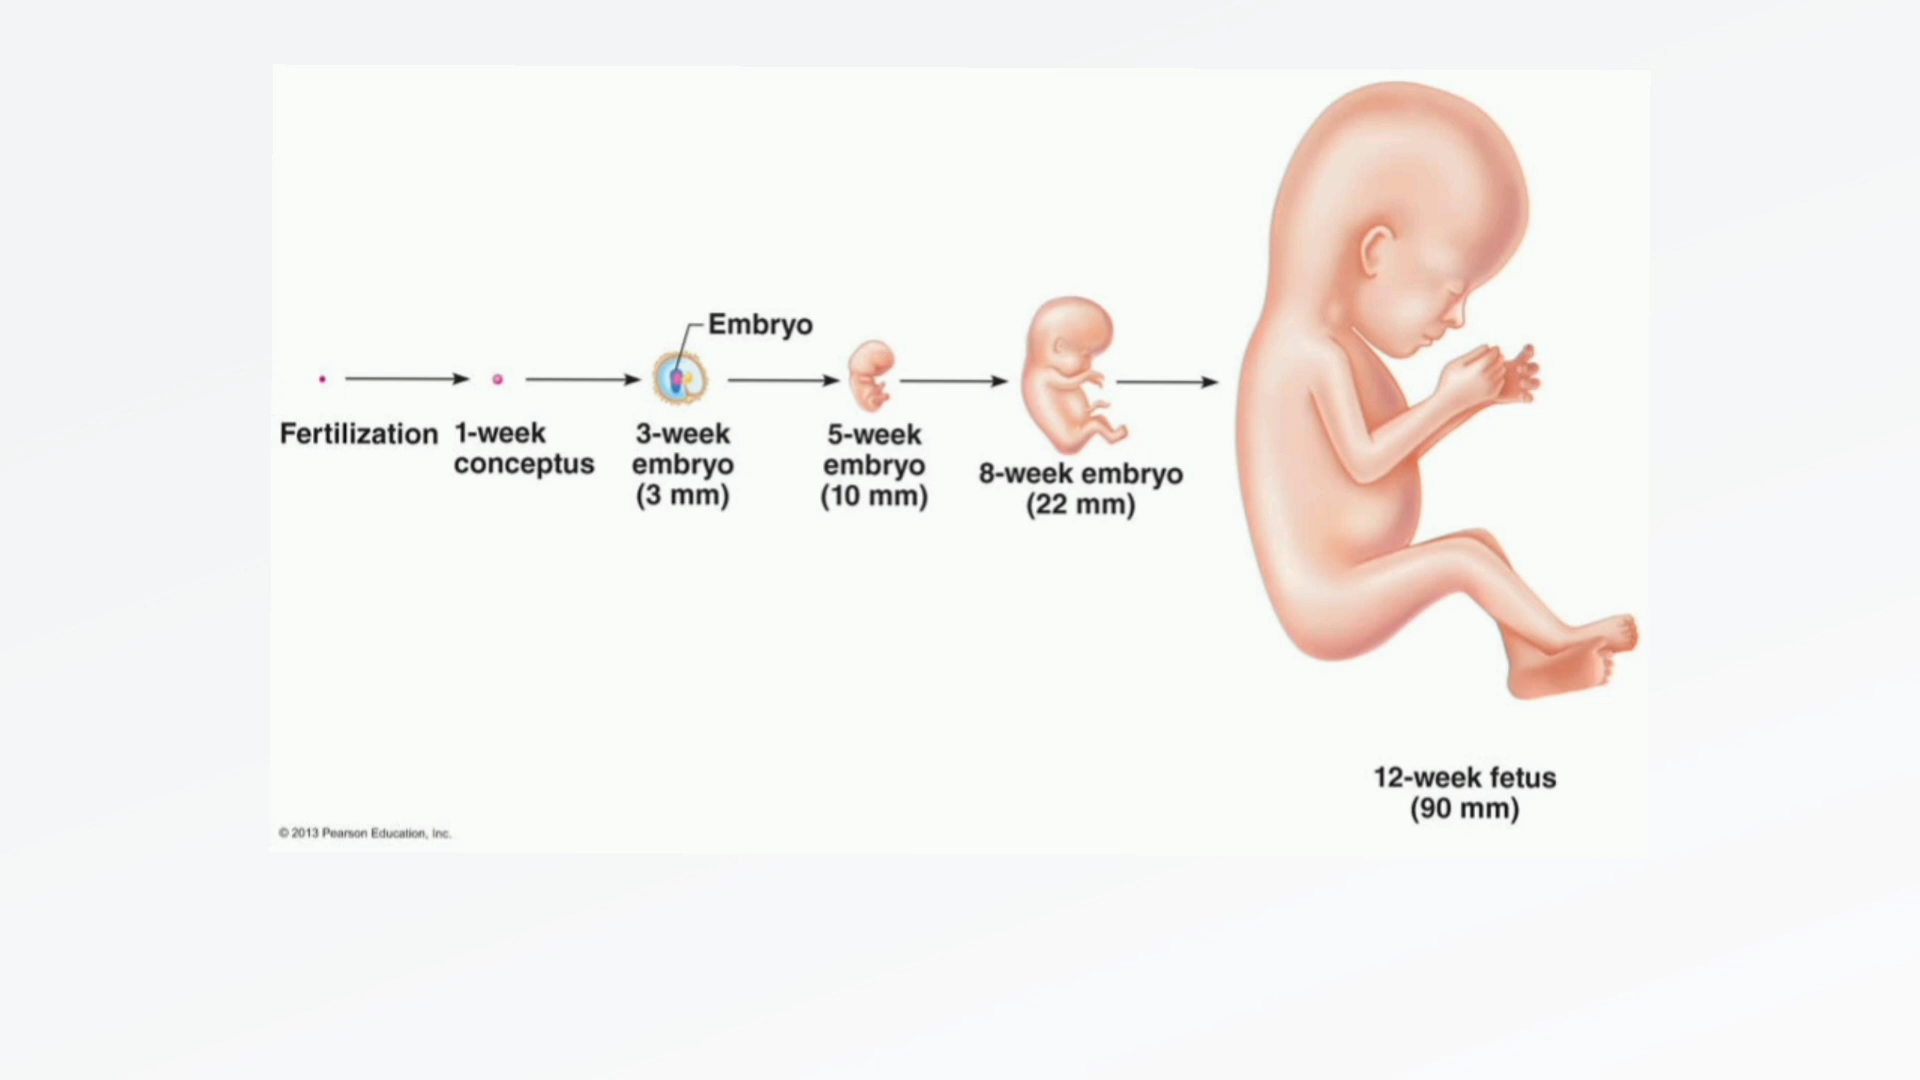 Embryo
Fertilization
1-week
conceptus
3-week
embryo
(3 mm)
5-week
embryo
(10 mm)
8-week embryo
(22 mm)
12-week fetus
(90 mm)
© 2013 Pearson Education, Inc.